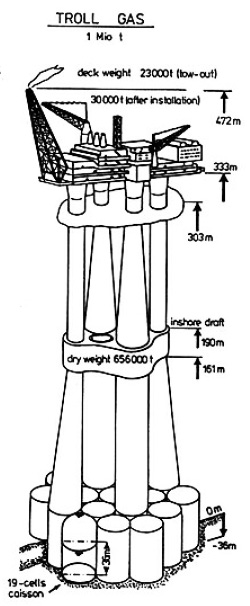 TROLL GAS
1 Mio t
deck weight 23000t (tow-out)
30000t (after installation)
472m
333m
303m
inshore draft
190m
dry weight 656000t
161m
0m
-36m
36m
19-cells
caisson